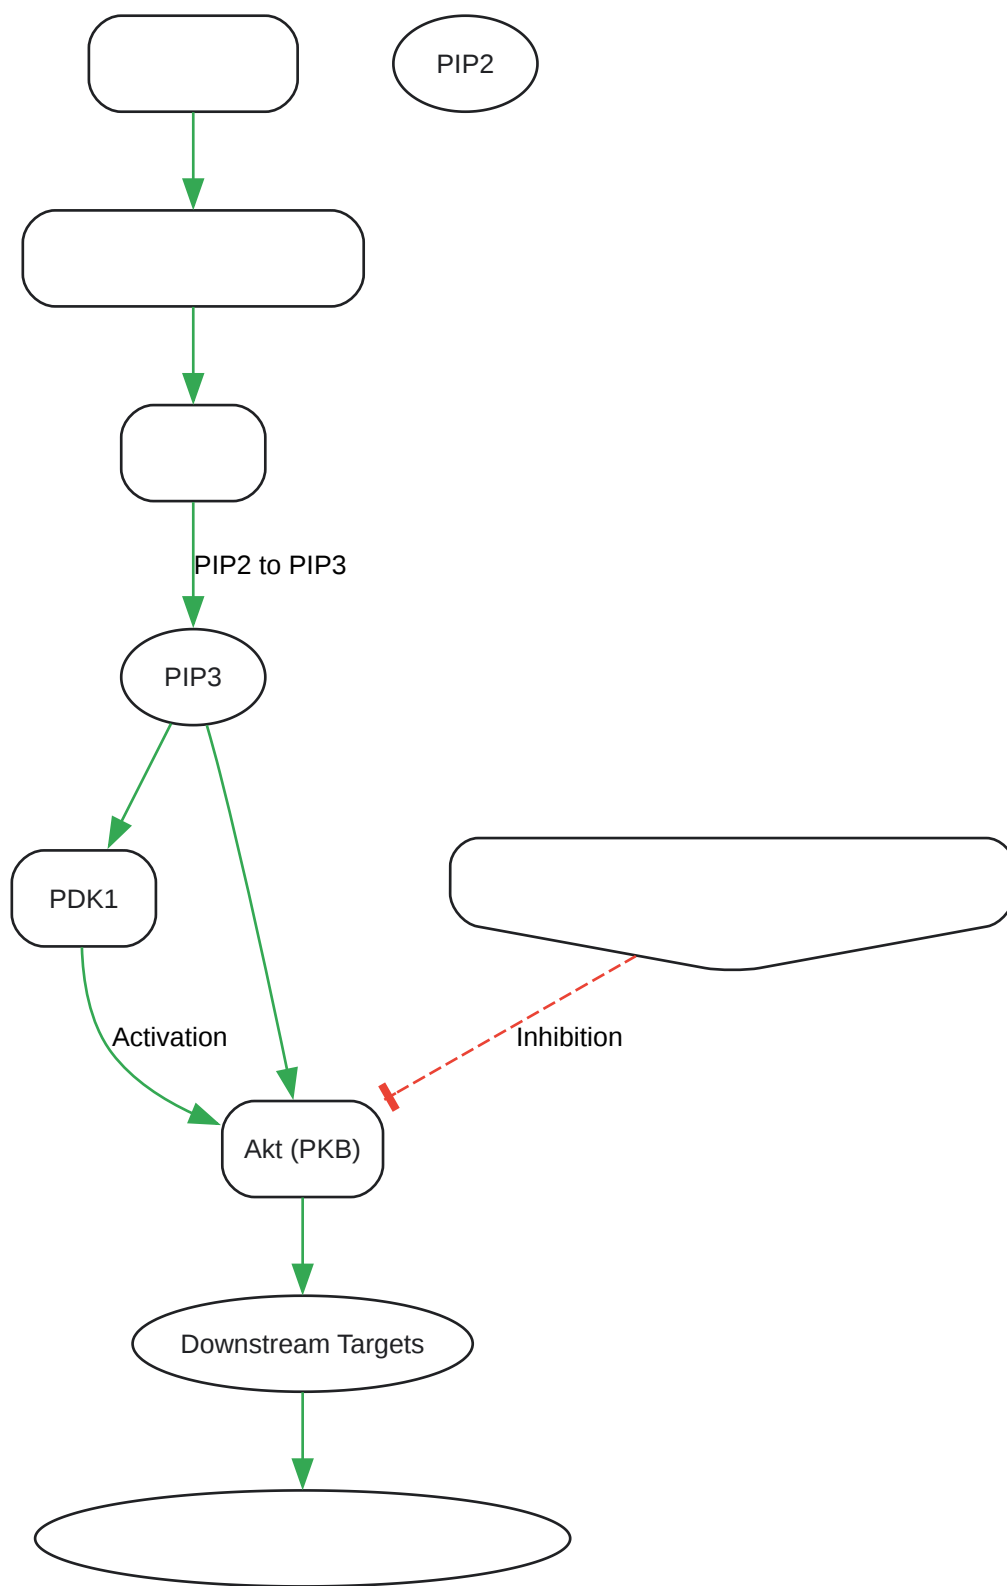 PIP2
PIP2 to PIP3
PIP3
PDK1
Activation
Inhibition
Akt (PKB)
Downstream Targets